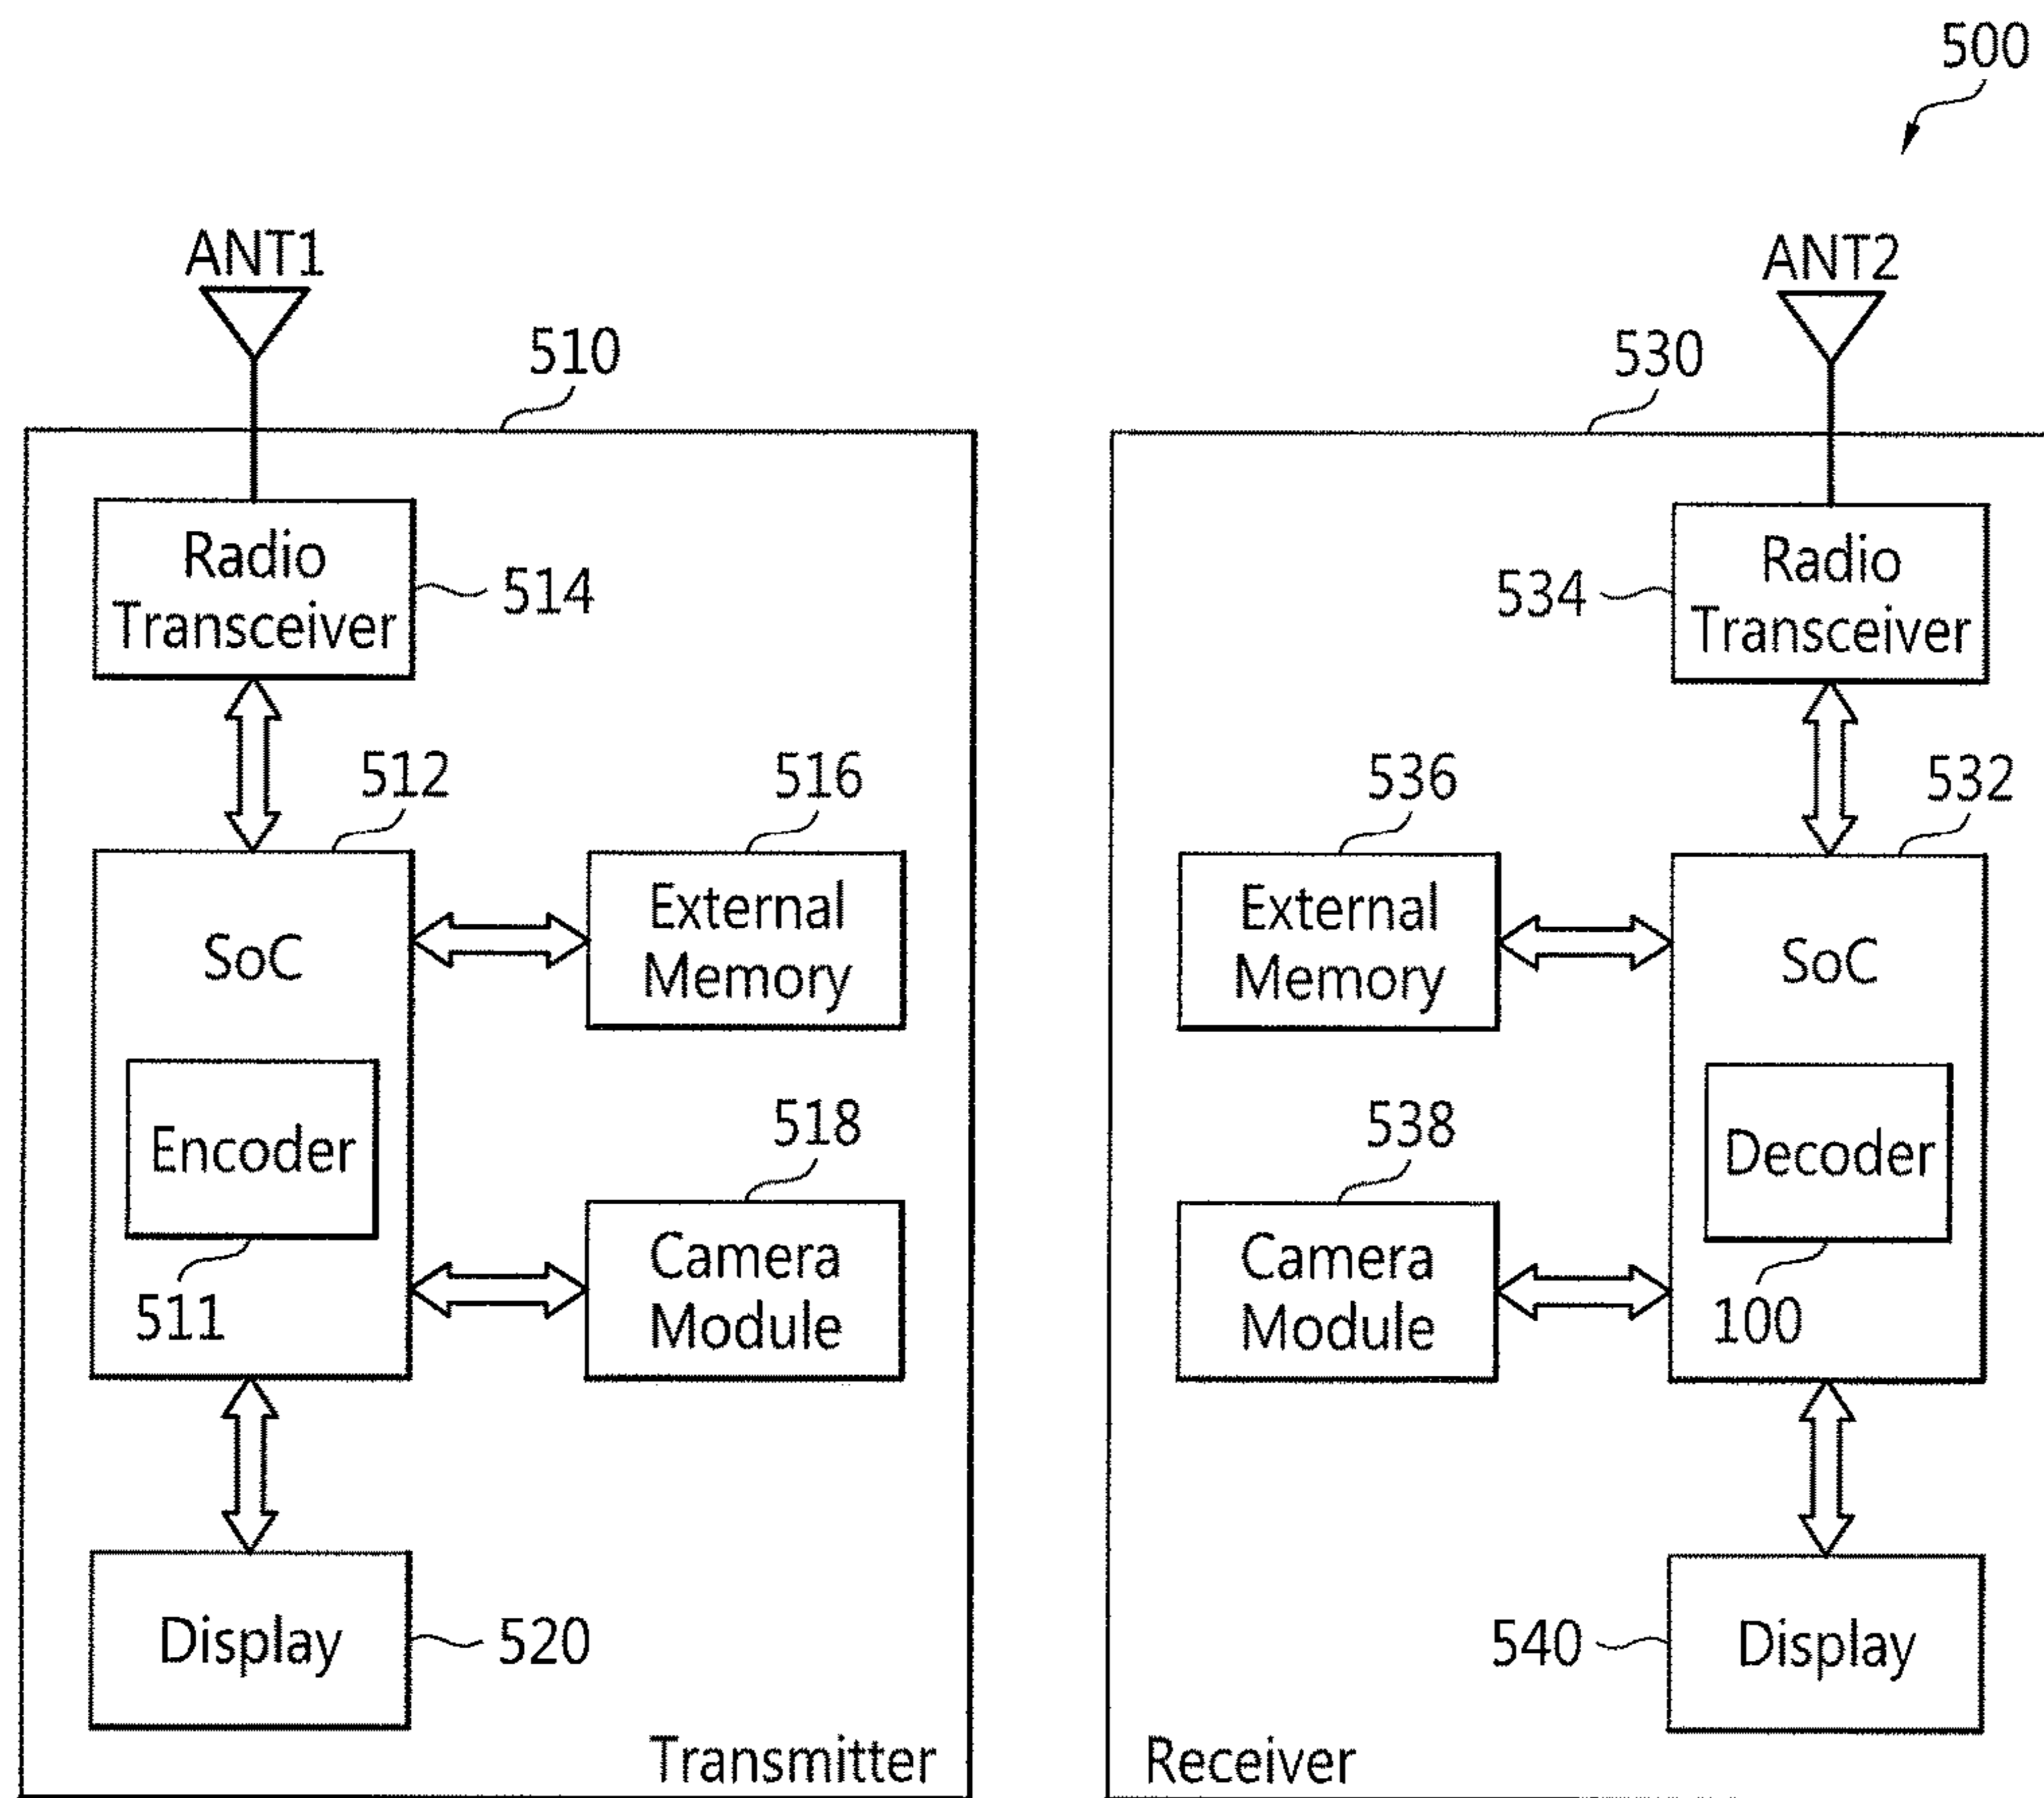 500
ANT1
510
Radio
Transceiver
514
512
SoC
Encoder
511
516
External
Memory
518
Camera
Module
Display
520
Transmitter
ANT2
530
Radio
Transceiver
534
536
External
Memory
532
SoC
Decoder
100
538
Camera
Module
540
Display
Receiver